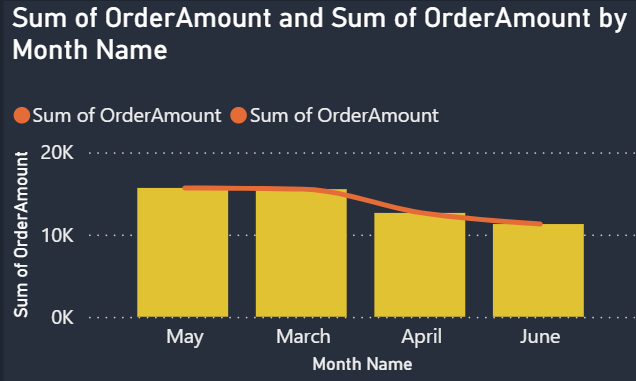 Sum of OrderAmount and Sum of OrderAmount by
Month Name
Sum of OrderAmount Sum of OrderAmount
Sum of OrderAmount
20K
10K
0K
May March April June
Month Name